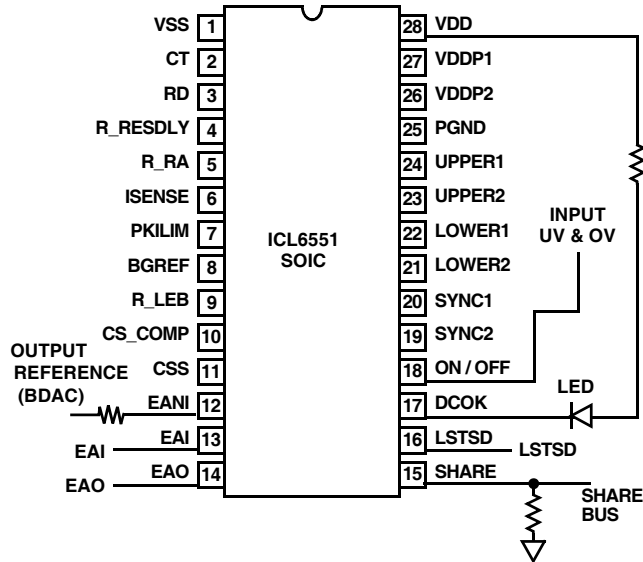 VSS 1
CT 2
RD 3
R_RESDLY 4
R_RA 5
ISENSE 6
PKILIM 7
BGREF 8
R_LEB 9
CS_COMP 10
CSS 11
EANI 12
EAI 13
EAO 14
OUTPUT
REFERENCE
(BDAC)
EAI
EAO
ICL6551
SOIC
28 VDD
27 VDDP1
26 VDDP2
25 PGND
24 UPPER1
23 UPPER2
22 LOWER1
21 LOWER2
20 SYNC1
19 SYNC2
18 ON / OFF
17 DCOK
16 LSTSD
15 SHARE
INPUT
UV & OV
LED
LSTSD
SHARE
BUS